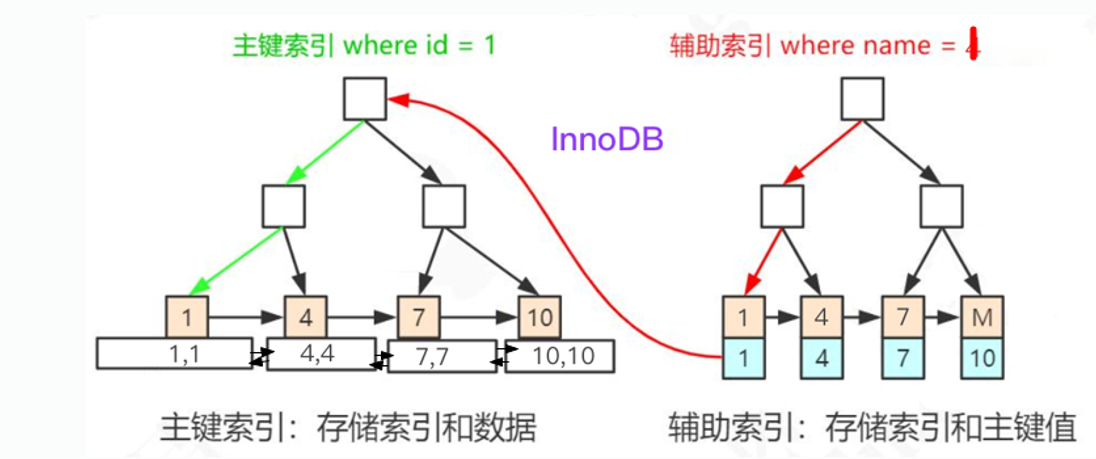 主键索引 where id = 1
辅助索引 where name =
InnoDB
1 4 7 10
1,1 4,4 7,7 10,10
1 4 7 M
1 4 7 10
主键索引：存储索引和数据
辅助索引：存储索引和主键值